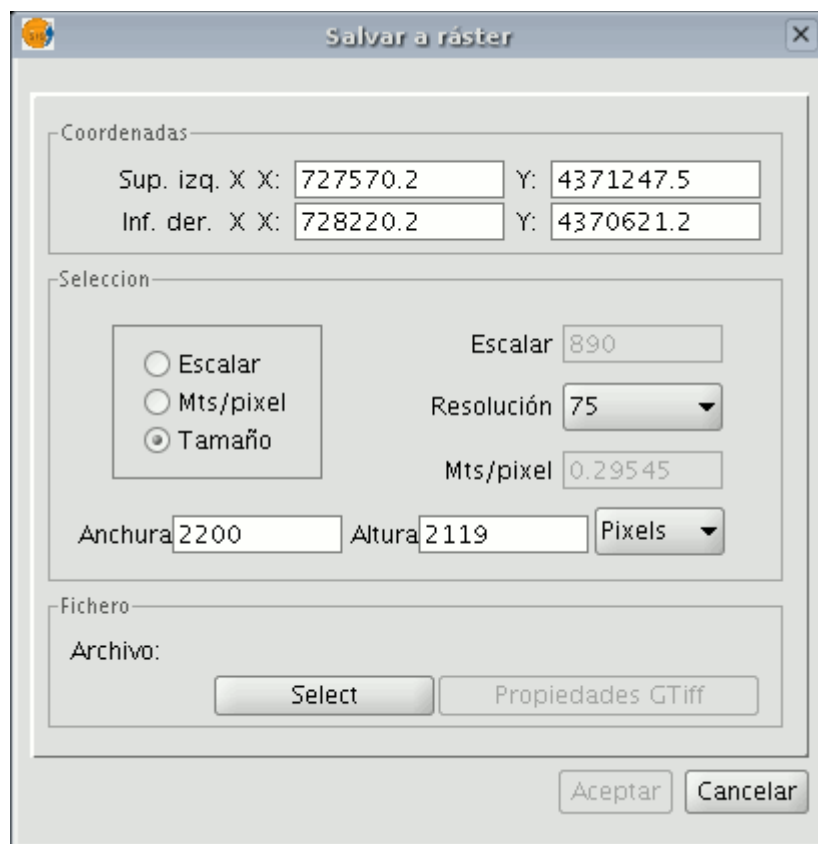 Salvar a ráster
Coordenadas
Sup. izq. X X: 727570.2 Y: 4371247.5
Inf. der. X X: 728220.2 Y: 4370621.2
Seleccion
Escalar
Mts/pixel
Tamaño
Escalar 890
Resolución 75
Mts/pixel 0.29545
Anchura 2200 Altura 2119 Pixels
Fichero
Archivo:
Select Propiedades GTiff
Aceptar Cancelar